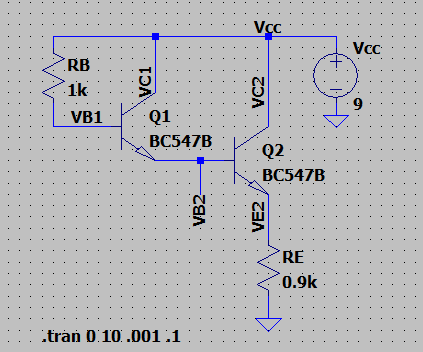 VCC
VCC
RB
1k
VC1
VC2
VB1
Q1
BC547B
9
Q2
BC547B
VB2
VE2
RE
0.9k
.tran 0 10 .001 .1